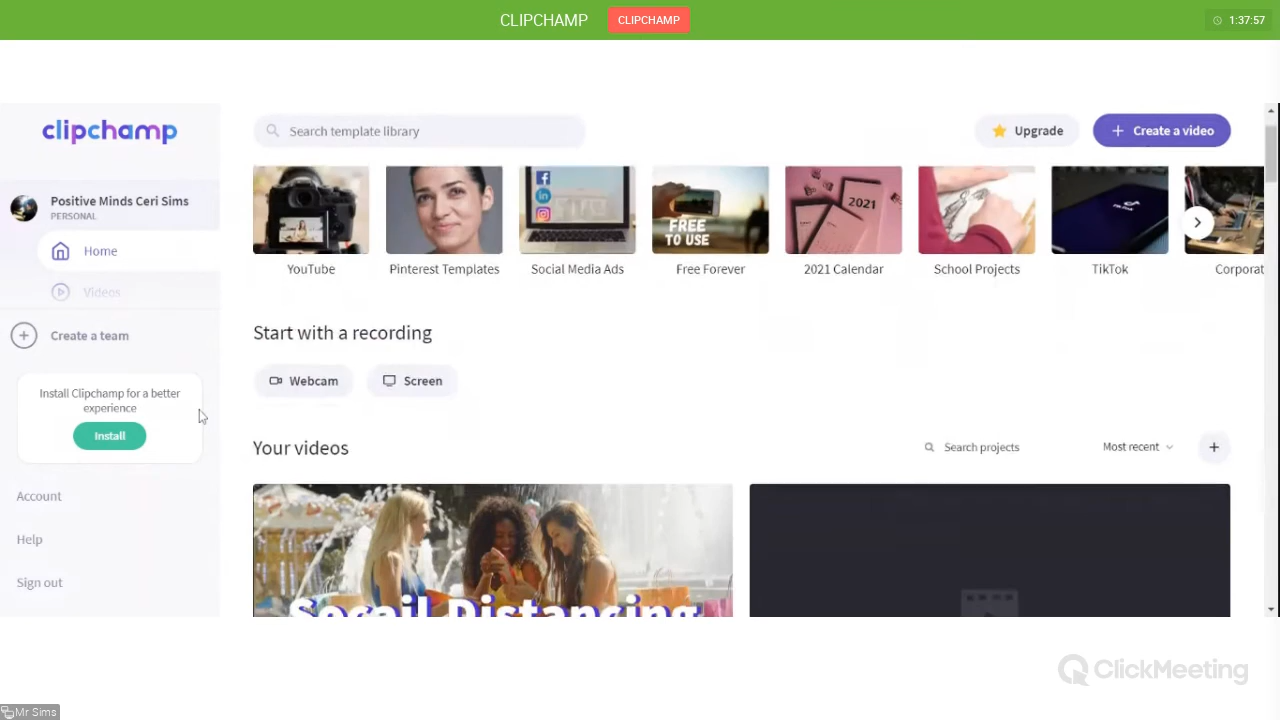 CLIPCHAMP CLIPCHAMP 1:37:57
clipchamp
Search template library
Upgrade
+ Create a video
Positive Minds Ceri Sims
PERSONAL
Home
Videos
Create a team
Install Clipchamp for a better
experience
Install
Account
Help
Sign out
FREE
TO USE
2021
YouTube Pinterest Templates Social Media Ads Free Forever 2021 Calendar School Projects TikTok Corporat
Start with a recording
Webcam Screen
Your videos
Search projects
Most recent
+
Socail Distancing
ClickMeeting
Mr Sims